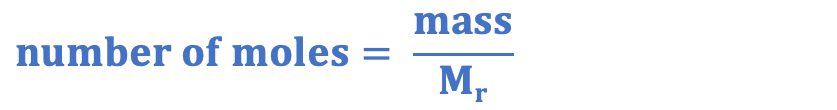 number of moles = mass
M_r